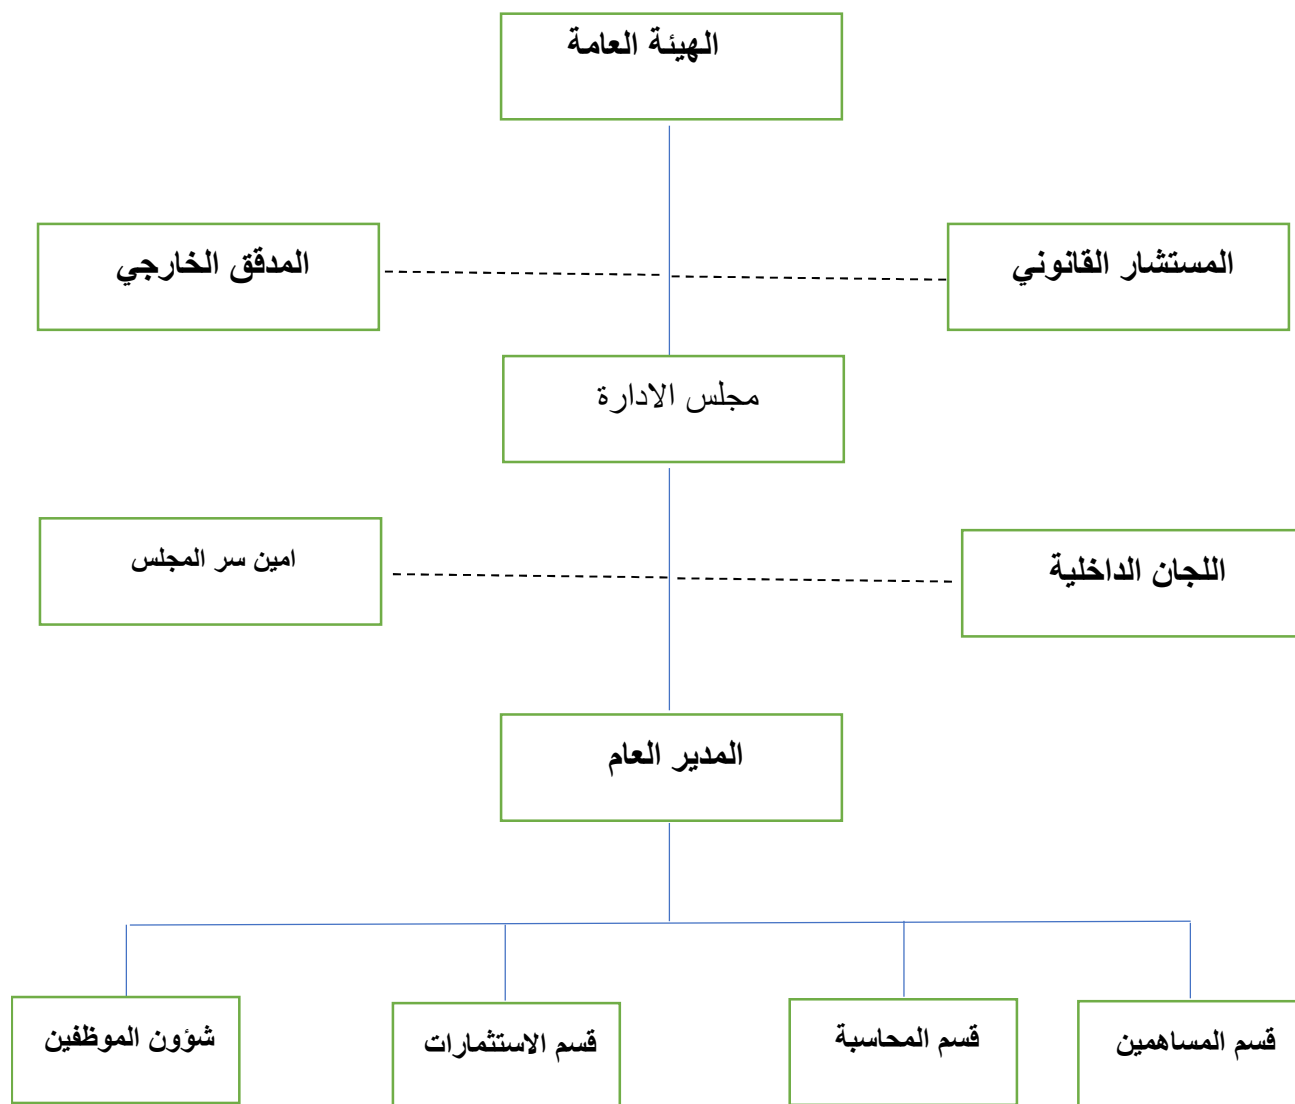 الهيئة العامة
المستشار القانوني
المدقق الخارجي
مجلس الادارة
اللجان الداخلية
امين سر المجلس
المدير العام
قسم المساهمين
قسم المحاسبة
قسم الاستثمارات
شؤون الموظفين